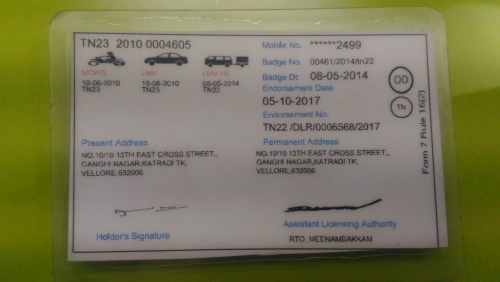 TN23 2010 0004605
Mobile No. ******2499
Badge No. 00461/2014/tn22
Badge Dt: 08-05-2014
MCWG LMV LMV-TR
16-06-2010 16-06-2010 08-05-2014
TN23 TN23 TN22
Endorsement Date
05-10-2017
Endorsement No.
TN22 /DLR/0006568/2017
OD
Th
Form 7 Rule 16(2)
Present Address
NO,10/19 13TH EAST CROSS STREET,,
GANGHI NAGAR,KATRADI TK,
VELLORE,632006
Permanent Address
NO,10/19 13TH EAST CROSS STREET,,
GANGHI NAGAR,KATRADI TK,
VELLORE,632006
Holder's Signature
Assistant Licensing Authority
RTO, MEENAMBAKKAM